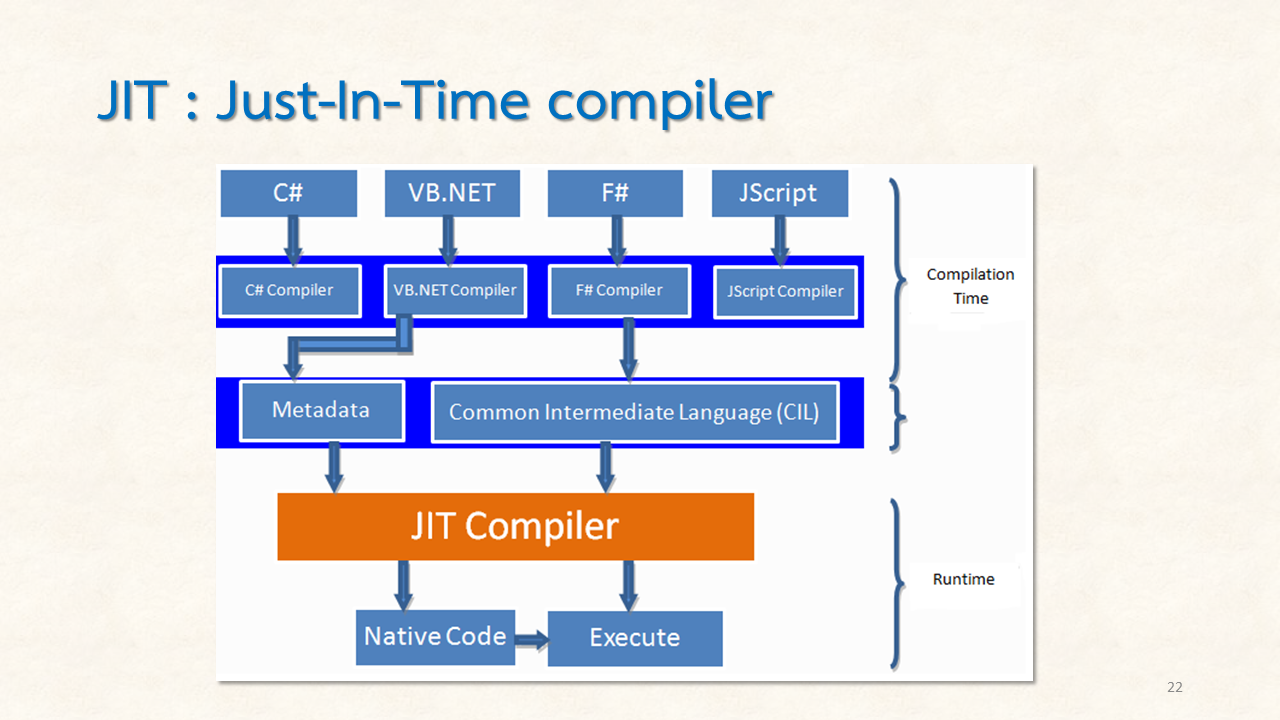 JIT : Just-In-Time compiler
C#
VB.NET
F#
JScript
C# Compiler
VB.NET Compiler
F# Compiler
JScript Compiler
Compilation
Time
Metadata
Common Intermediate Language (CIL)
JIT Compiler
Runtime
Native Code
Execute
22